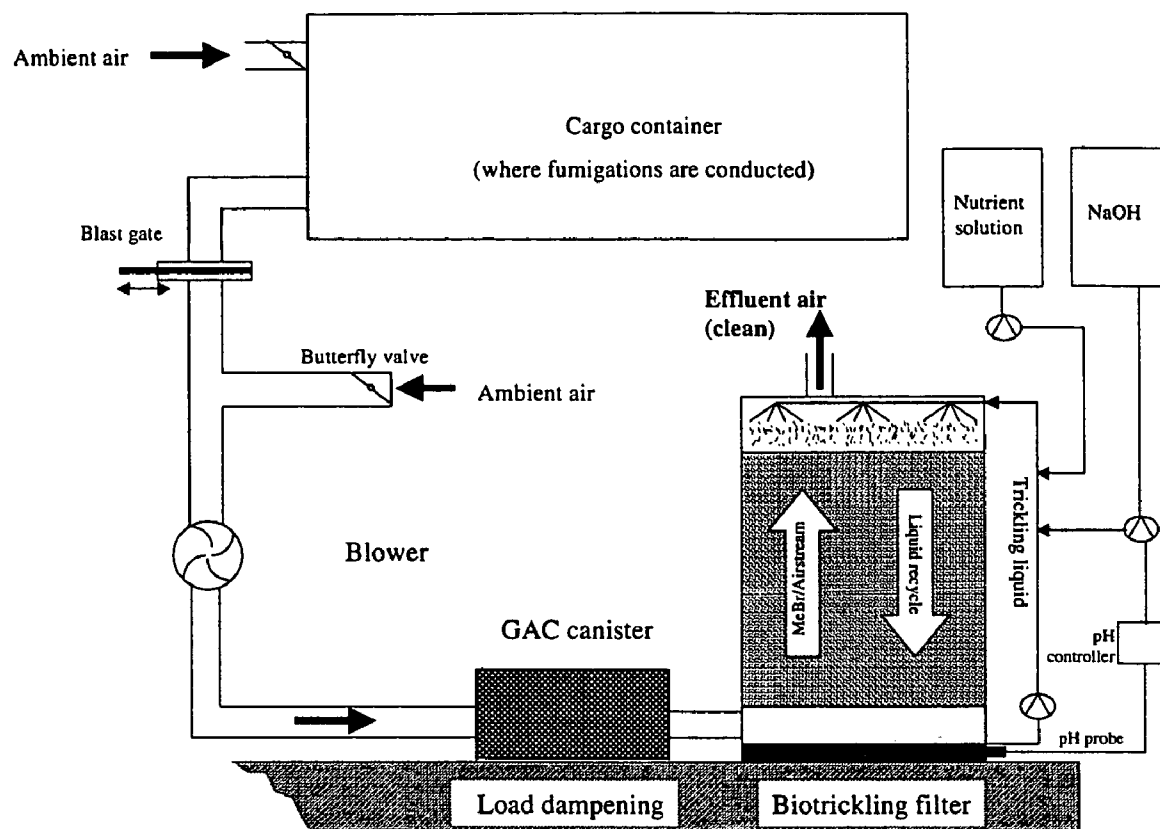 Ambient air
Cargo container
(where fumigations are conducted)
Nutrient
solution
NaOH
Blast gate
Effluent air
(clean)
Butterfly valve
Ambient air
Blower
MeBr/Airstream
Liquid recycle
Trickling liquid
GAC canister
pH
controller
pH probe
Load dampening
Biotrickling filter